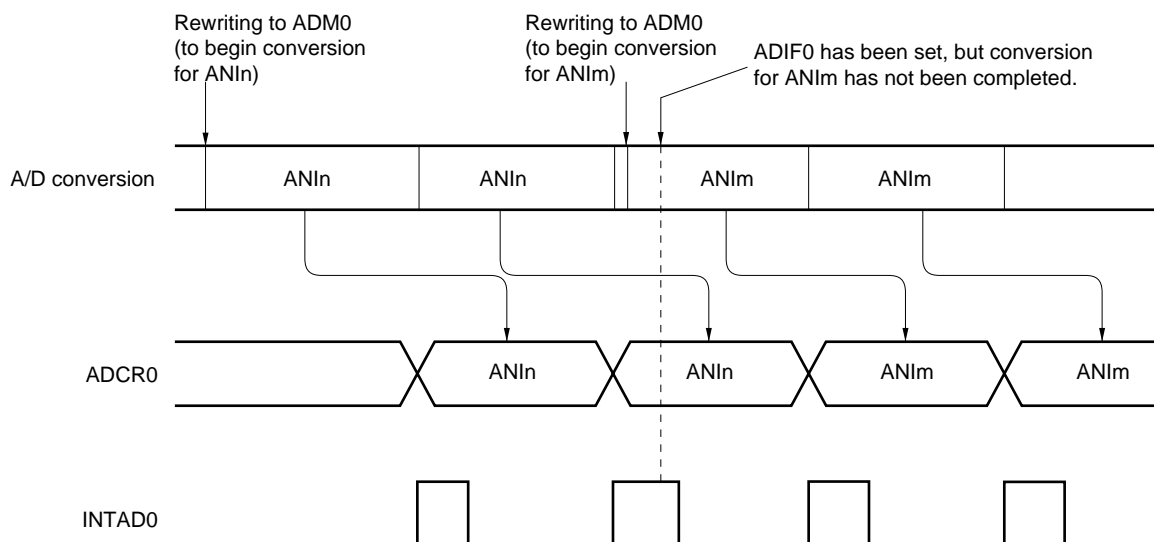 Rewriting to ADM0
(to begin conversion
for ANIn)
Rewriting to ADM0
(to begin conversion
for ANIm)
ADIF0 has been set, but conversion
for ANIm has not been completed.
A/D conversion
ANIn
ANIn
ANIm
ANIm
ADCR0
ANIn
ANIn
ANIm
ANIm
INTAD0